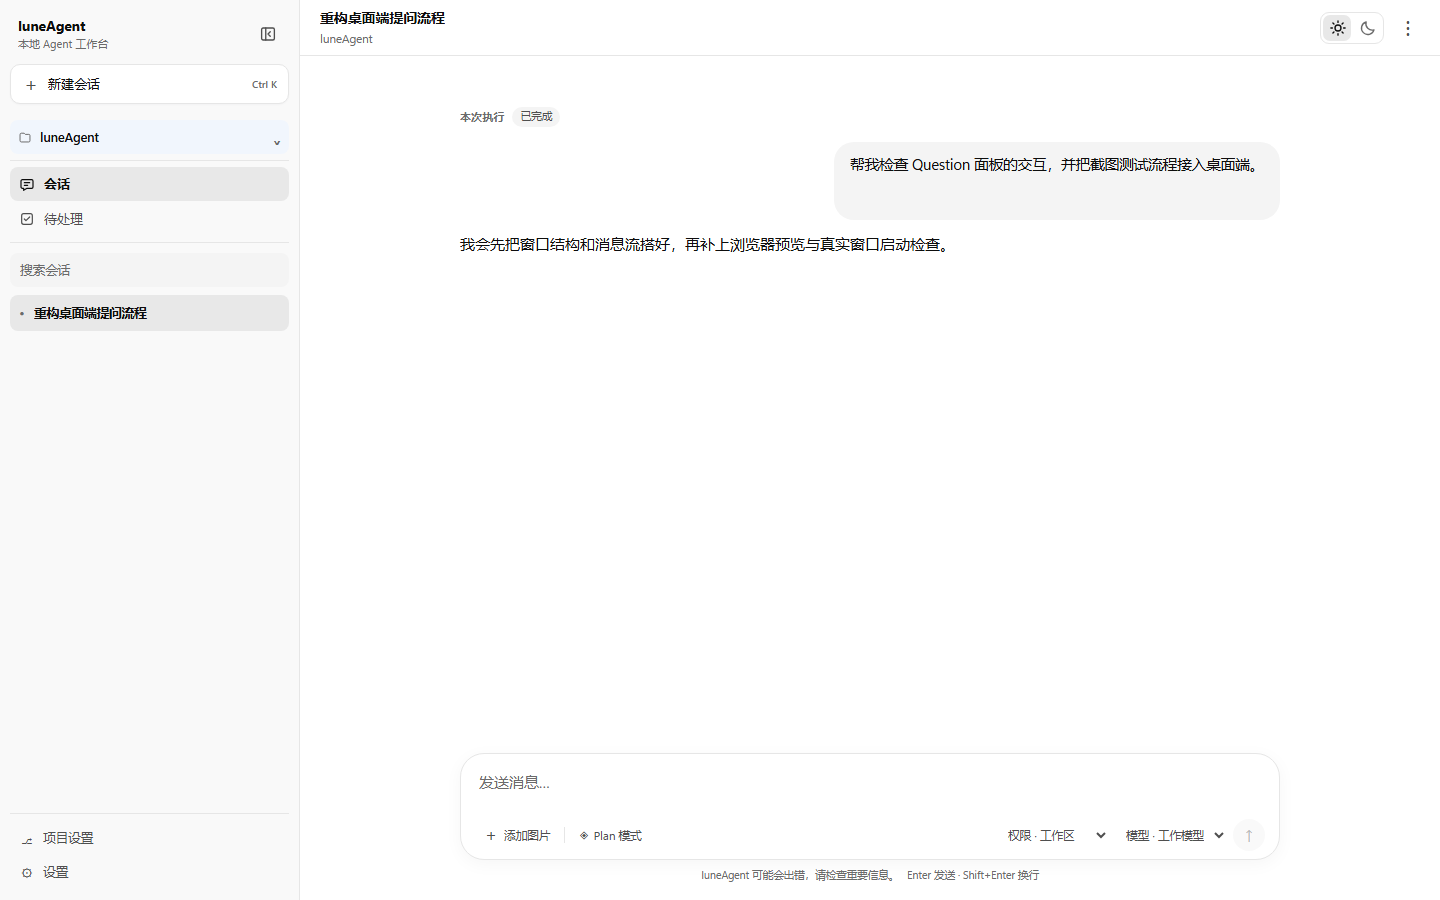 luneAgent
本地 Agent 工作台
新建会话
Ctrl K
luneAgent
会话
待处理
搜索会话
重构桌面端提问流程
项目设置
设置
重构桌面端提问流程
luneAgent
本次执行 已完成
帮我检查 Question 面板的交互，并把截图测试流程接入桌面端。
我会先把窗口结构和消息流搭好，再补上浏览器预览与真实窗口启动检查。
发送消息...
添加图片
Plan 模式
权限 · 工作区
模型 · 工作模型
luneAgent 可能会出错，请检查重要信息。 Enter 发送 · Shift+Enter 换行